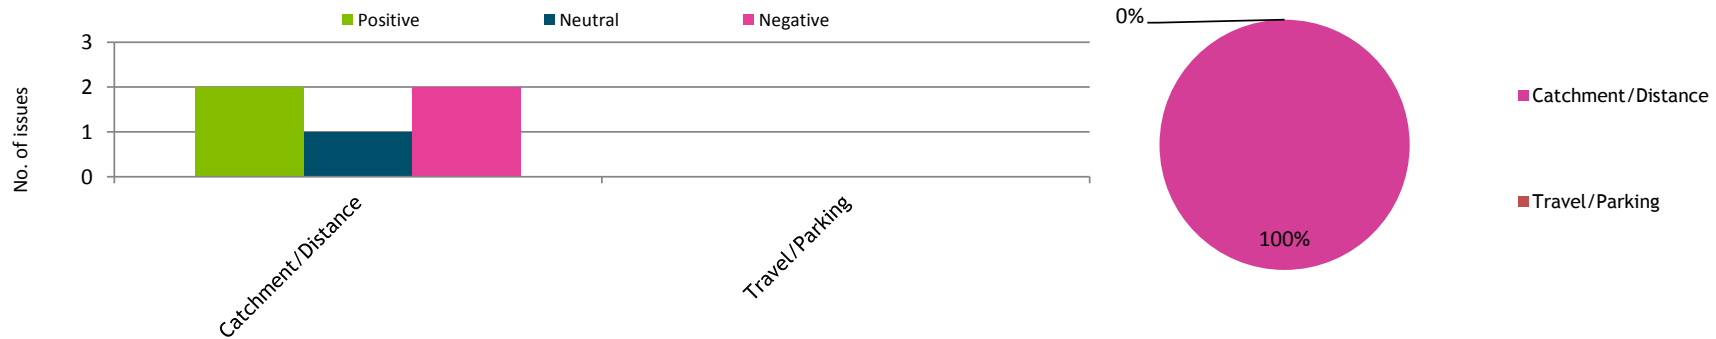 Positive Neutral Negative
3
2
1
0
No. of issues
Catchment/Distance
Travel/Parking
0%
100%
Catchment/Distance
Travel/Parking